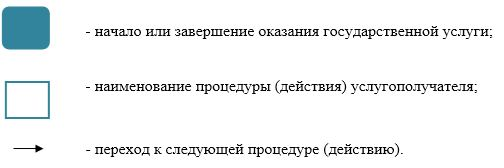 - начало или завершение оказания государственной услуги;
- наименование процедуры (действия) услугополучателя;
- переход к следующей процедуре (действию).